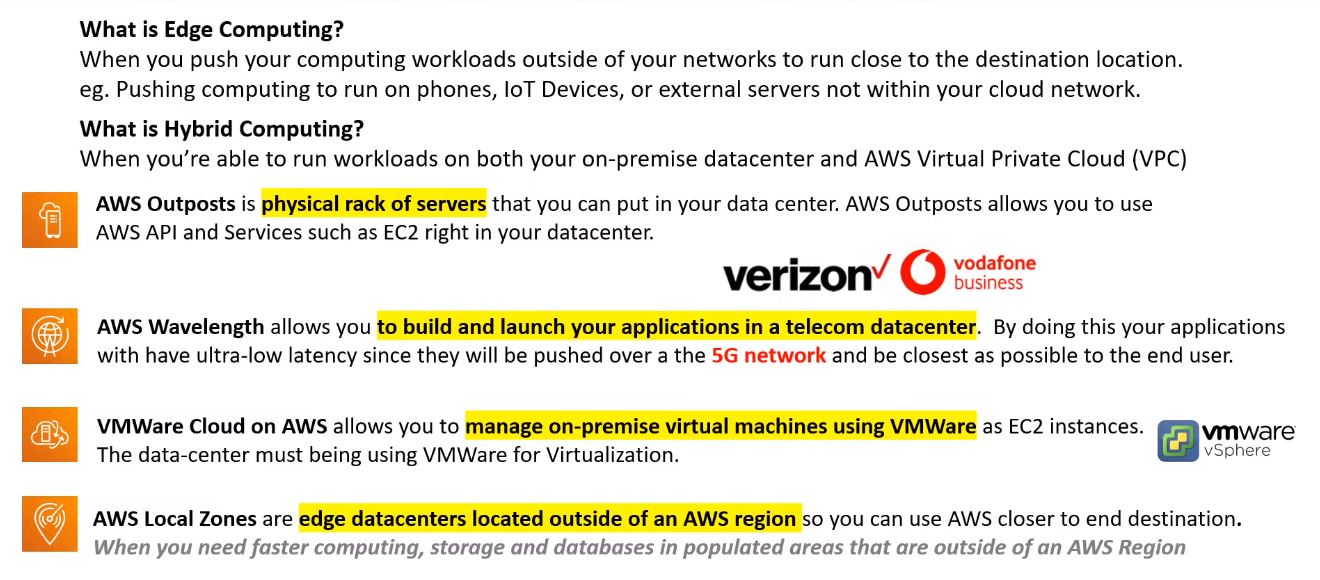 What is Edge Computing?
When you push your computing workloads outside of your networks to run close to the destination location.
eg. Pushing computing to run on phones, IoT Devices, or external servers not within your cloud network.
What is Hybrid Computing?
When you’re able to run workloads on both your on-premise datacenter and AWS Virtual Private Cloud (VPC)
AWS Outposts is physical rack of servers that you can put in your data center. AWS Outposts allows you to use
AWS API and Services such as EC2 right in your datacenter.
verizon vodafone
business
AWS Wavelength allows you to build and launch your applications in a telecom datacenter. By doing this your applications
with have ultra-low latency since they will be pushed over a the 5G network and be closest as possible to the end user.
VMWare Cloud on AWS allows you to manage on-premise virtual machines using VMWare as EC2 instances.
The data-center must being using VMWare for Virtualization.
vmware
vSphere
AWS Local Zones are edge datacenters located outside of an AWS region so you can use AWS closer to end destination.
When you need faster computing, storage and databases in populated areas that are outside of an AWS Region